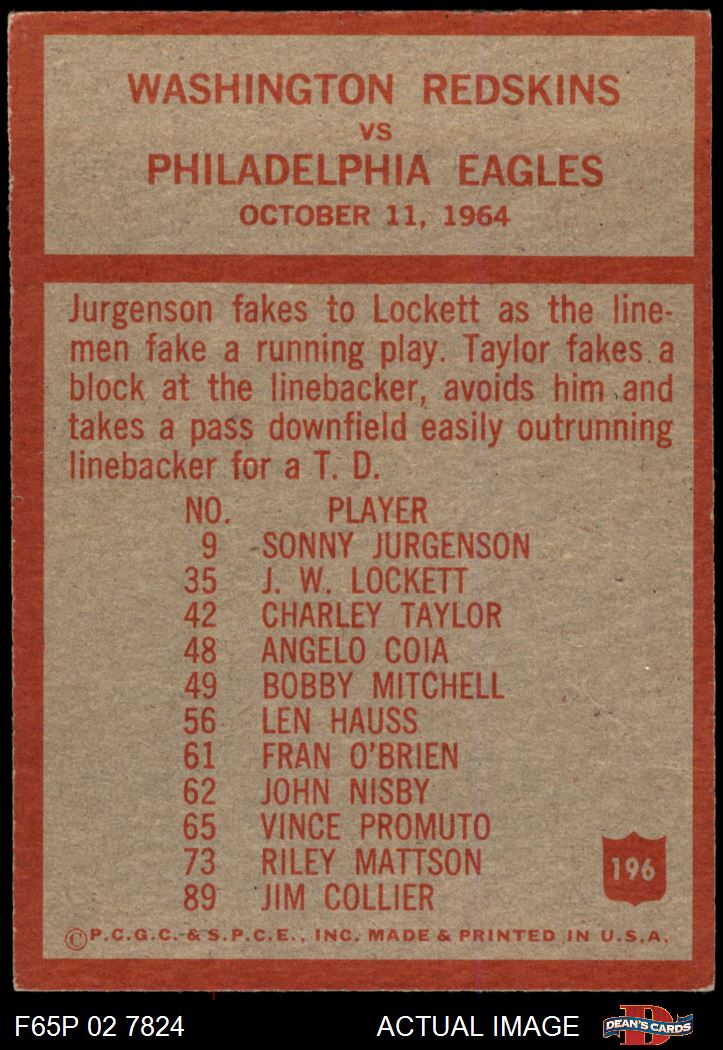 WASHINGTON REDSKINS
VS
PHILADELPHIA EAGLES
OCTOBER 11, 1964
Jurgenson fakes to Lockett as the line-
men fake a running play. Taylor fakes a
block at the linebacker, avoids him and
takes a pass downfield easily outrunning
linebacker for a T. D.
NO. PLAYER
9 SONNY JURGENSON
35 J. W. LOCKETT
42 CHARLEY TAYLOR
48 ANGELO COIA
49 BOBBY MITCHELL
56 LEN HAUSS
61 FRAN O'BRIEN
62 JOHN NISBY
65 VINCE PROMUTO
73 RILEY MATTSON
89 JIM COLLIER
196
©P.C.G.C.-& S.P.C.E., INC. MADE & PRINTED IN U.S.A.
F65P 02 7824 ACTUAL IMAGE D DEAN'S CARDS